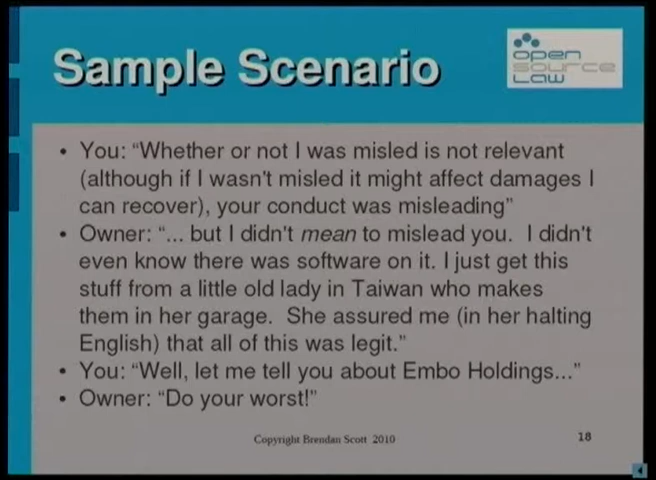 Sample Scenario
open
source
LAW
• You: “Whether or not I was misled is not relevant
(although if I wasn't misled it might affect damages I
can recover), your conduct was misleading”
• Owner: “... but I didn't mean to mislead you.  I didn't
even know there was software on it. I just get this
stuff from a little old lady in Taiwan who makes
them in her garage.  She assured me (in her halting
English) that all of this was legit.”
• You: “Well, let me tell you about Embo Holdings...”
• Owner: “Do your worst!”
Copyright Brendan Scott  2010
18